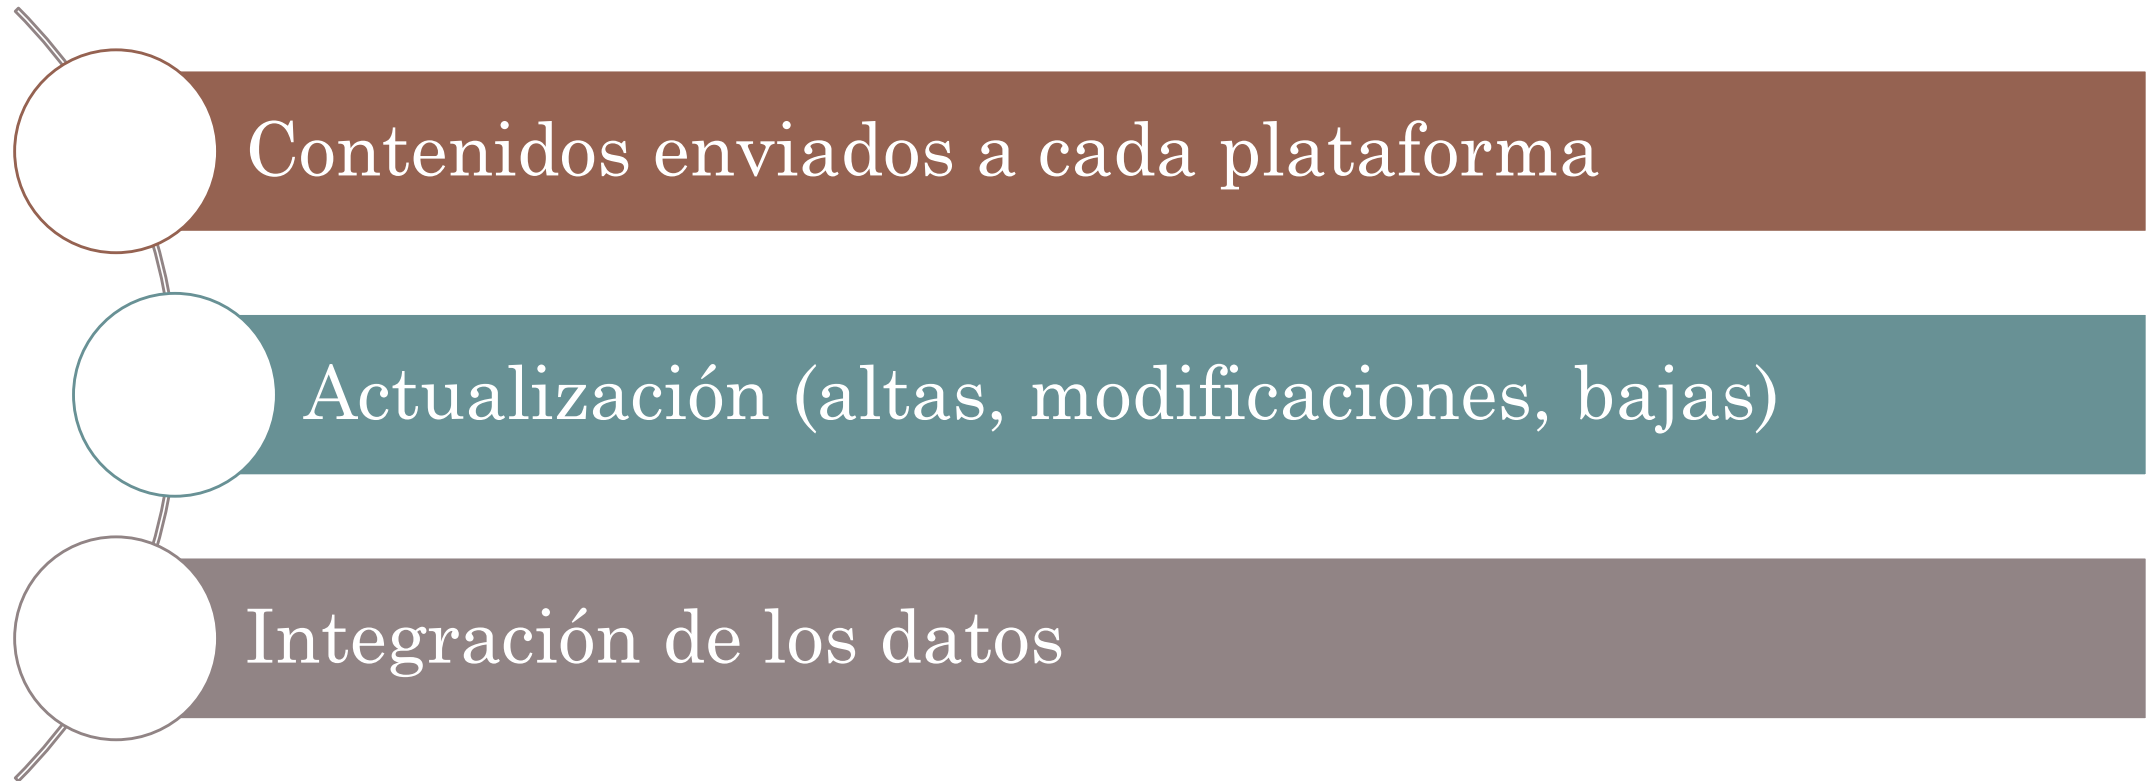 Contenidos enviados a cada plataforma
Actualización (altas, modificaciones, bajas)
Integración de los datos